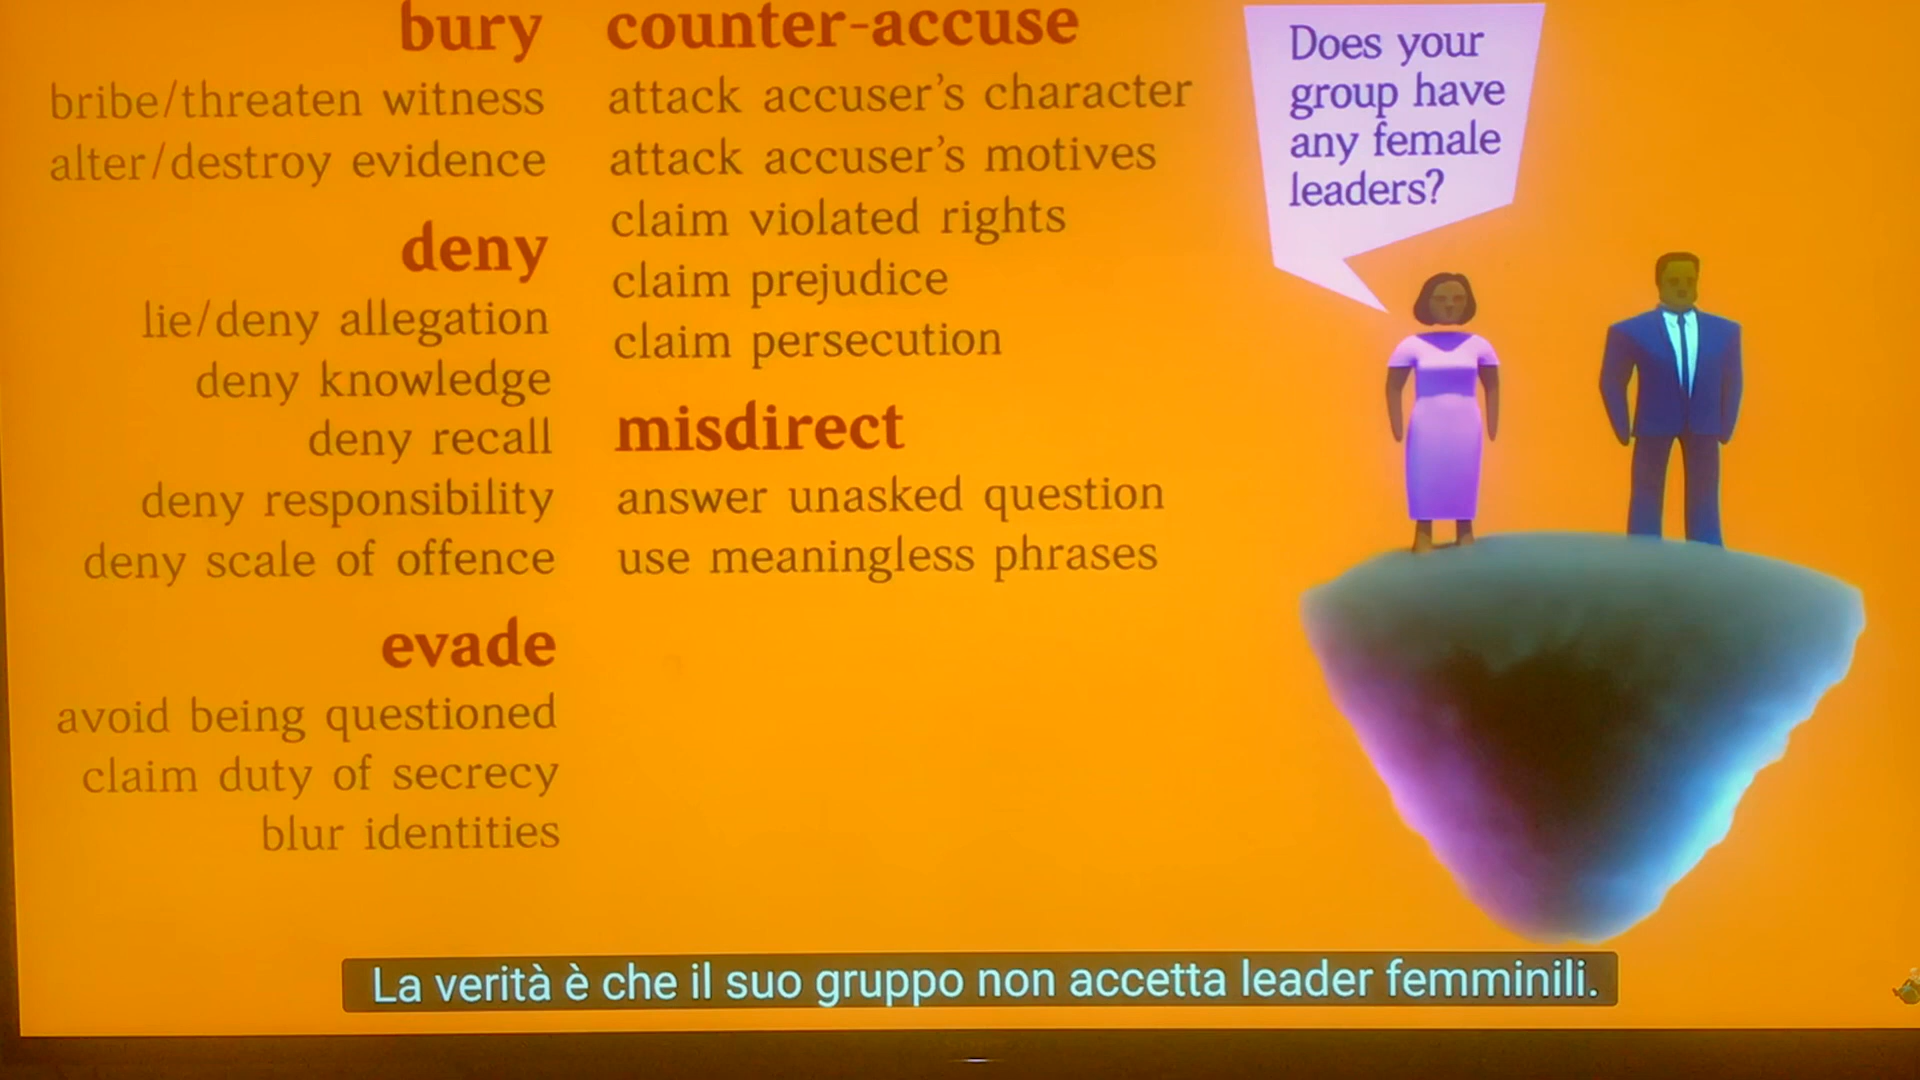 bury
bribe/threaten witness
alter/destroy evidence
deny
lie/deny allegation
deny knowledge
deny recall
deny responsibility
deny scale of offence
evade
avoid being questioned
claim duty of secrecy
blur identities
counter-accuse
attack accuser's character
attack accuser's motives
claim violated rights
claim prejudice
claim persecution
misdirect
answer unasked question
use meaningless phrases
Does your
group have
any female
leaders?
La verità è che il suo gruppo non accetta leader femminili.